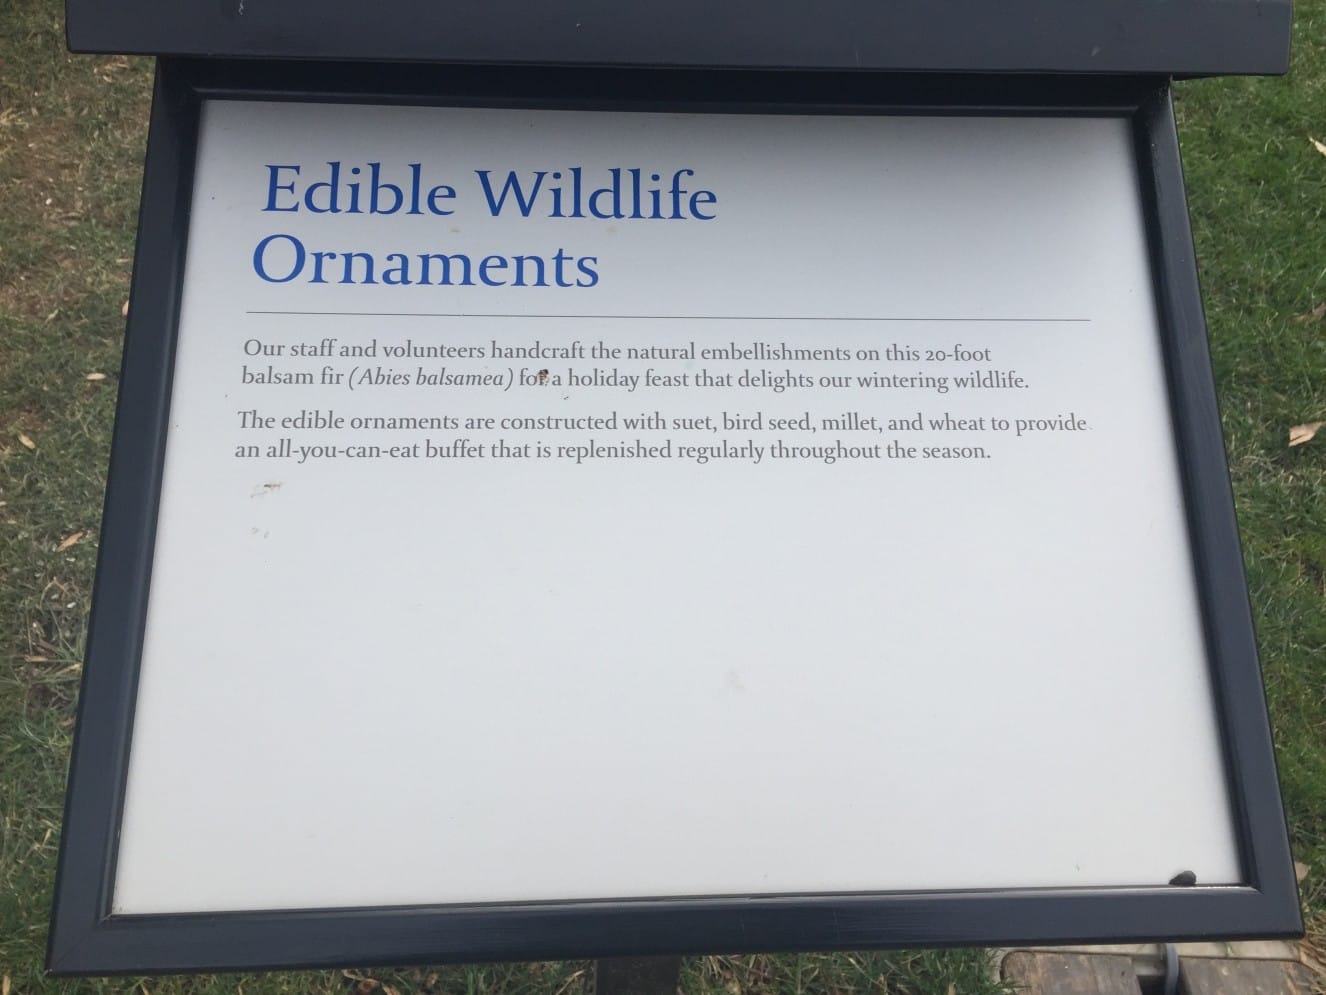 Edible Wildlife
Ornaments
Our staff and volunteers handcraft the natural embellishments on this 20-foot
balsam fir (Abies balsamea) for a holiday feast that delights our wintering wildlife.
The edible ornaments are constructed with suet, bird seed, millet, and wheat to provide
an all-you-can-eat buffet that is replenished regularly throughout the season.